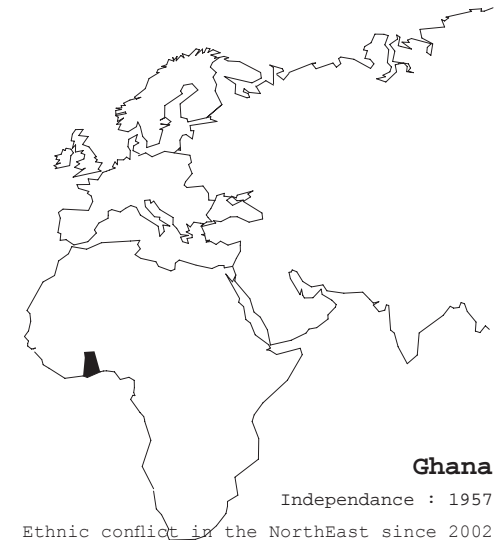 Ghana
Independance : 1957
Ethnic conflict in the NorthEast since 2002